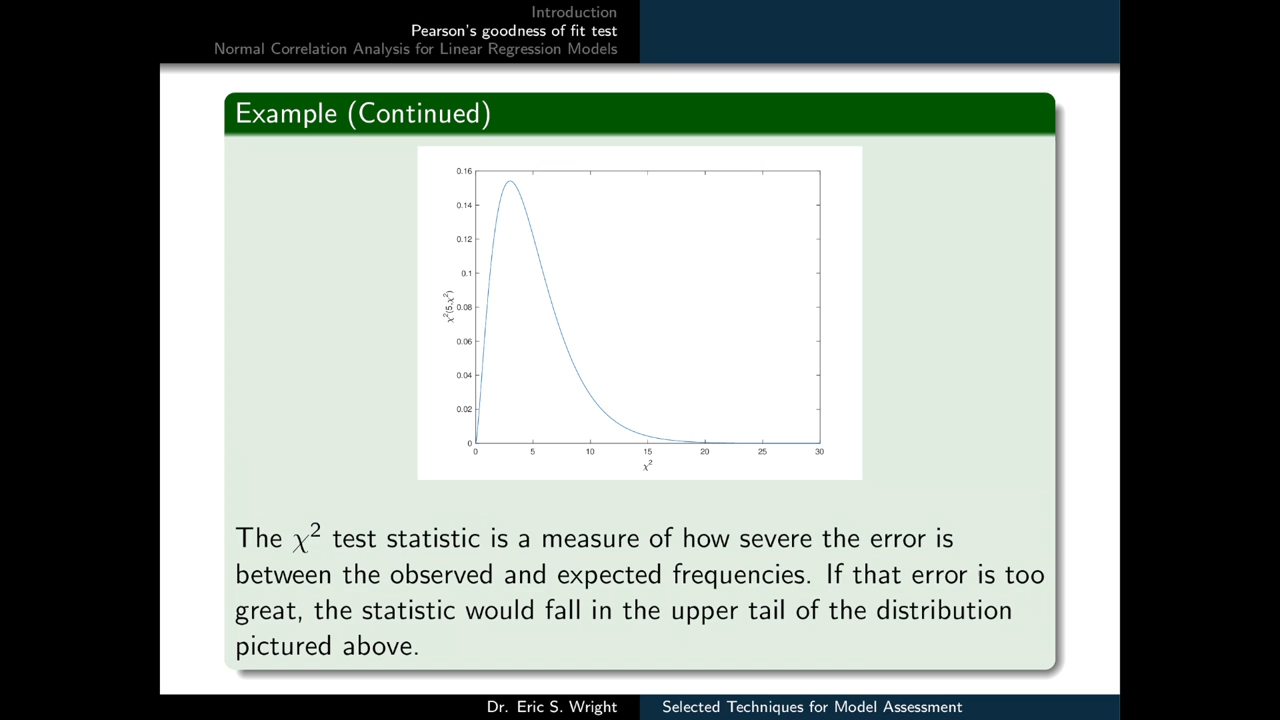 Introduction
Pearson's goodness of fit test
Normal Correlation Analysis for Linear Regression Models
Example (Continued)
0.16
0.14
0.12
0.1
0.08
0.06
0.04
0.02
0
χ²(5,χ²)
0 5 10 15 20 25 30
χ²
The χ² test statistic is a measure of how severe the error is
between the observed and expected frequencies. If that error is too
great, the statistic would fall in the upper tail of the distribution
pictured above.
Dr. Eric S. Wright Selected Techniques for Model Assessment